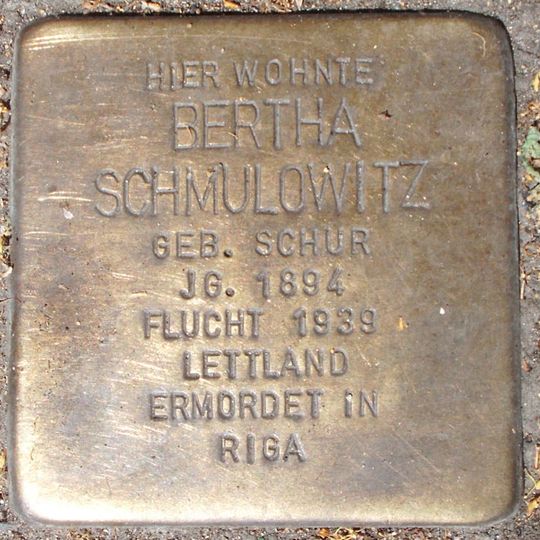 HIER WOHNTE
BERTHA
SCHMULOWITZ
GEB. SCHUR
JG. 1894
FLUCHT 1939
LETTLAND
ERMORDET IN
RIGA